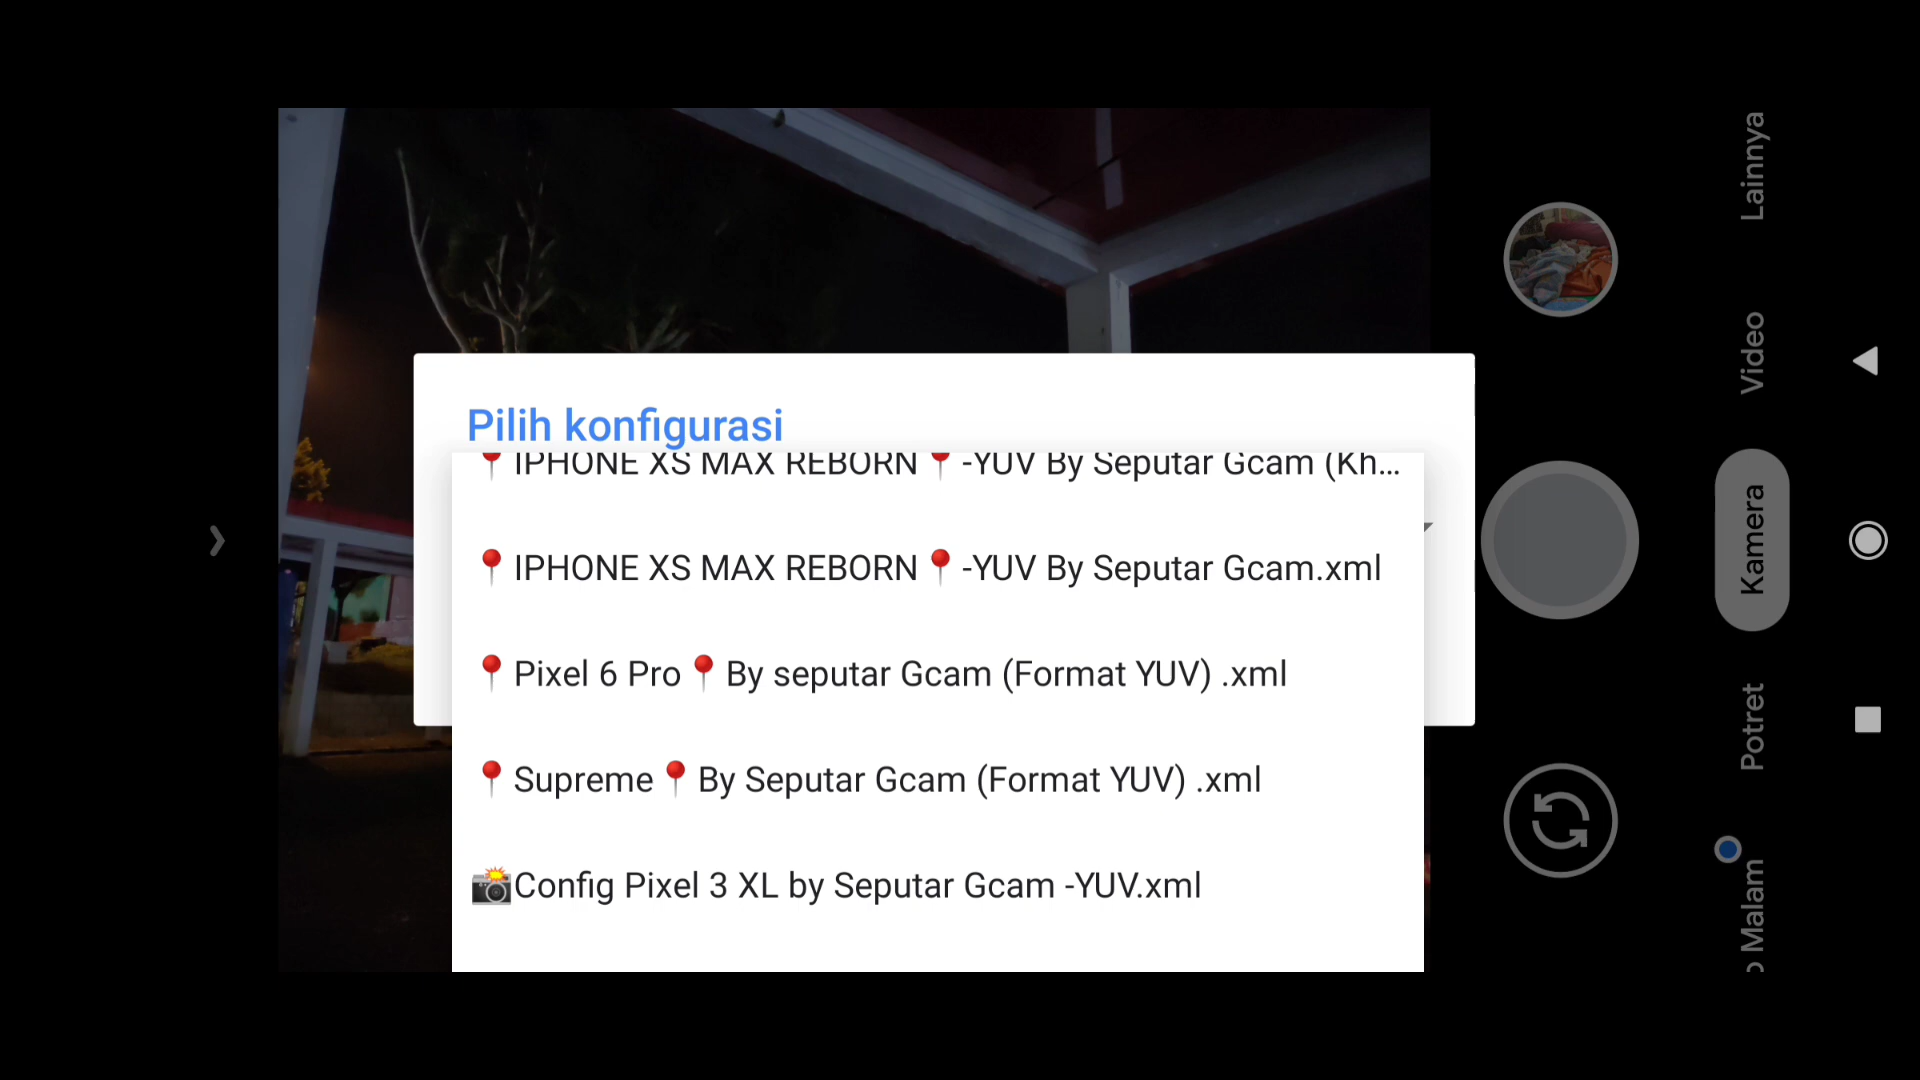 Pilih konfigurasi
📍IPHONE XS MAX REBORN📍-YUV By Seputar Gcam (Kh...
📍IPHONE XS MAX REBORN📍-YUV By Seputar Gcam.xml
📍Pixel 6 Pro📍By seputar Gcam (Format YUV) .xml
📍Supreme📍By Seputar Gcam (Format YUV) .xml
📸Config Pixel 3 XL by Seputar Gcam -YUV.xml
Lainnya
Video
Kamera
Potret
o Malam